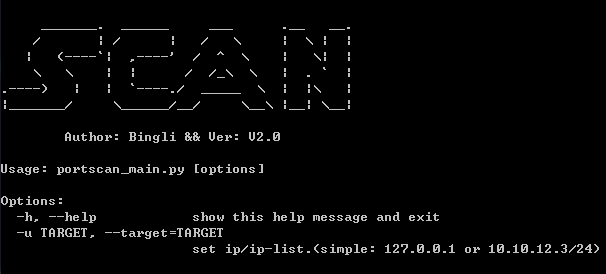 SCAN
Author: Bingli && Ver: V2.0
Usage: portscan_main.py [options]
Options:
-h, --help show this help message and exit
-u TARGET, --target=TARGET
set ip/ip-list.(simple: 127.0.0.1 or 10.10.12.3/24)